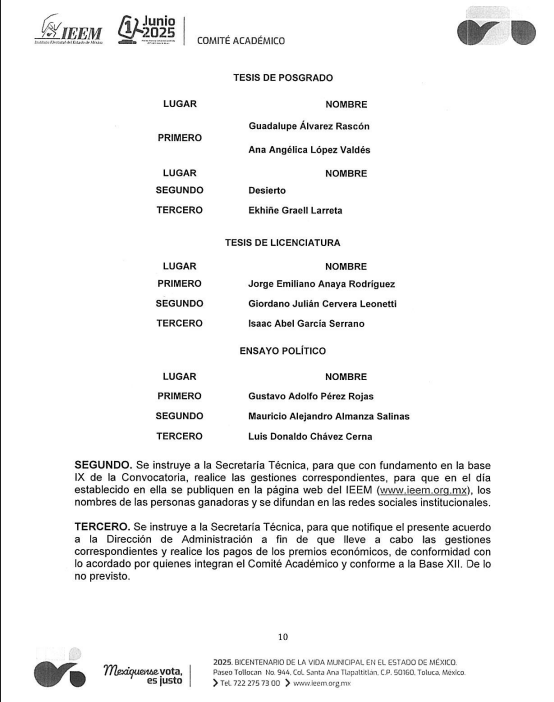 IEEM
Instituto Electoral del Estado de México
1 Junio
2025
COMITÉ ACADÉMICO
TESIS DE POSGRADO
LUGAR NOMBRE
PRIMERO Guadalupe Álvarez Rascón
Ana Angélica López Valdés
LUGAR NOMBRE
SEGUNDO Desierto
TERCERO Ekhiñe Graell Larreta
TESIS DE LICENCIATURA
LUGAR NOMBRE
PRIMERO Jorge Emiliano Anaya Rodríguez
SEGUNDO Giordano Julián Cervera Leonetti
TERCERO Isaac Abel García Serrano
ENSAYO POLÍTICO
LUGAR NOMBRE
PRIMERO Gustavo Adolfo Pérez Rojas
SEGUNDO Mauricio Alejandro Almanza Salinas
TERCERO Luis Donaldo Chávez Cerna
SEGUNDO. Se instruye a la Secretaría Técnica, para que con fundamento en la base
IX de la Convocatoria, realice las gestiones correspondientes, para que en el día
establecido en ella se publiquen en la página web del IEEM (www.ieem.org.mx), los
nombres de las personas ganadoras y se difundan en las redes sociales institucionales.
TERCERO. Se instruye a la Secretaría Técnica, para que notifique el presente acuerdo
a la Dirección de Administración a fin de que lleve a cabo las gestiones
correspondientes y realice los pagos de los premios económicos, de conformidad con
lo acordado por quienes integran el Comité Académico y conforme a la Base XII. De lo
no previsto.
10
Mexiquense vota,
es justo
2025. BICENTENARIO DE LA VIDA MUNICIPAL EN EL ESTADO DE MÉXICO.
Paseo Tollocan No. 944, Col. Santa Ana Tlapaltitlán, C.P. 50160, Toluca, México.
Tel. 722 275 73 00 www.ieem.org.mx